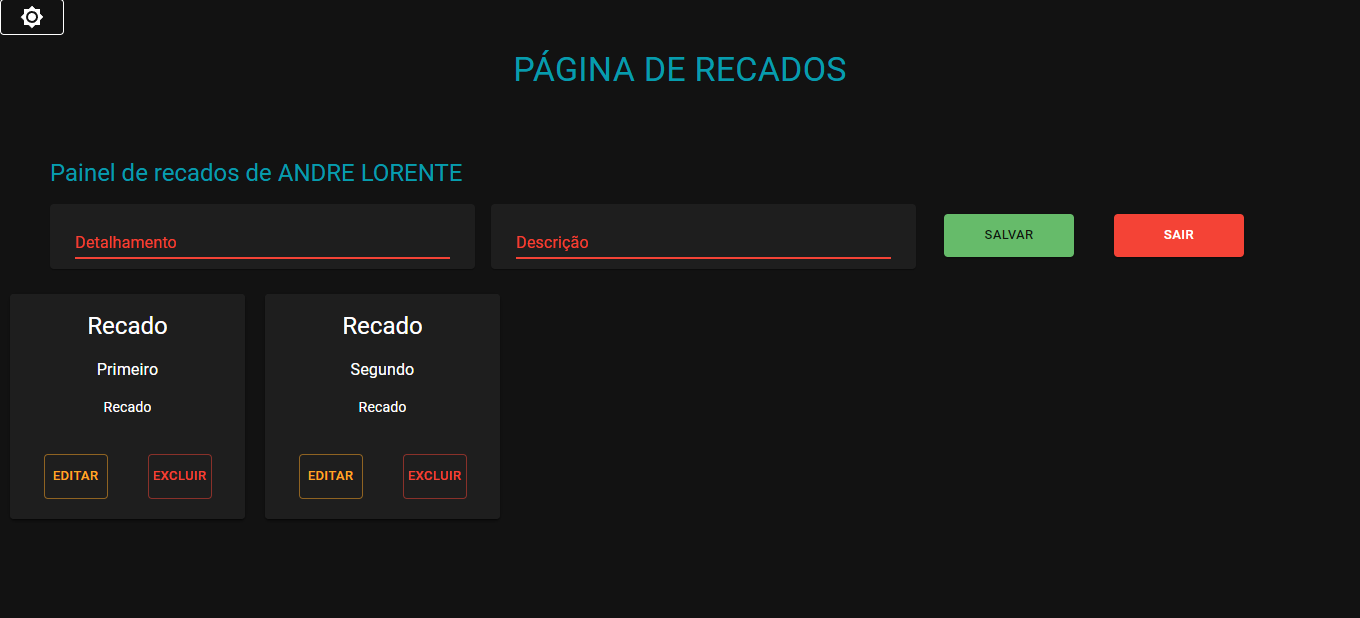 PÁGINA DE RECADOS
Painel de recados de ANDRE LORENTE
Detalhamento
Descrição
SALVAR
SAIR
Recado
Primeiro
Recado
EDITAR
EXCLUIR
Recado
Segundo
Recado
EDITAR
EXCLUIR